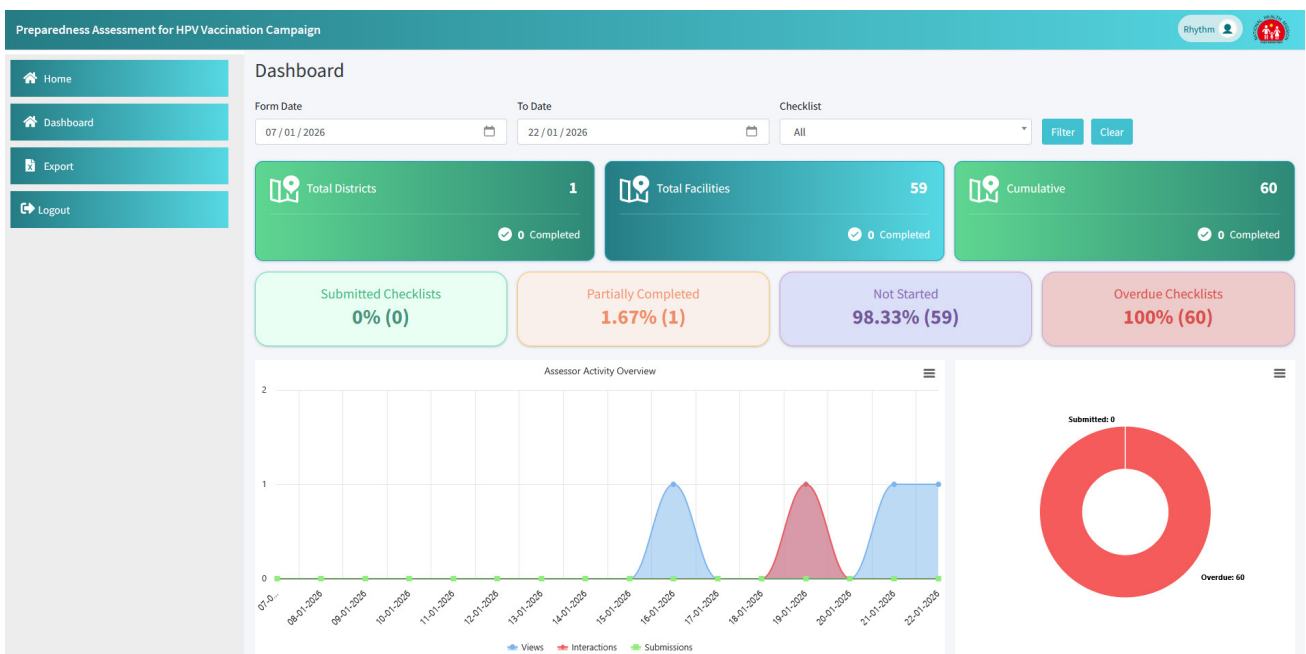 Preparedness Assessment for HPV Vaccination Campaign
Rhythm
Home
Dashboard
Export
Logout
Dashboard
Form Date
To Date
Checklist
07 / 01 / 2026
22 / 01 / 2026
All
Filter
Clear
Total Districts
1
0 Completed
Total Facilities
59
0 Completed
Cumulative
60
0 Completed
Submitted Checklists
0% (0)
Partially Completed
1.67% (1)
Not Started
98.33% (59)
Overdue Checklists
100% (60)
Assessor Activity Overview
2
1
0
07-0...
08-01-2026
09-01-2026
10-01-2026
11-01-2026
12-01-2026
13-01-2026
14-01-2026
15-01-2026
16-01-2026
17-01-2026
18-01-2026
19-01-2026
20-01-2026
21-01-2026
22-01-2026
Views
Interactions
Submissions
Submitted: 0
Overdue: 60